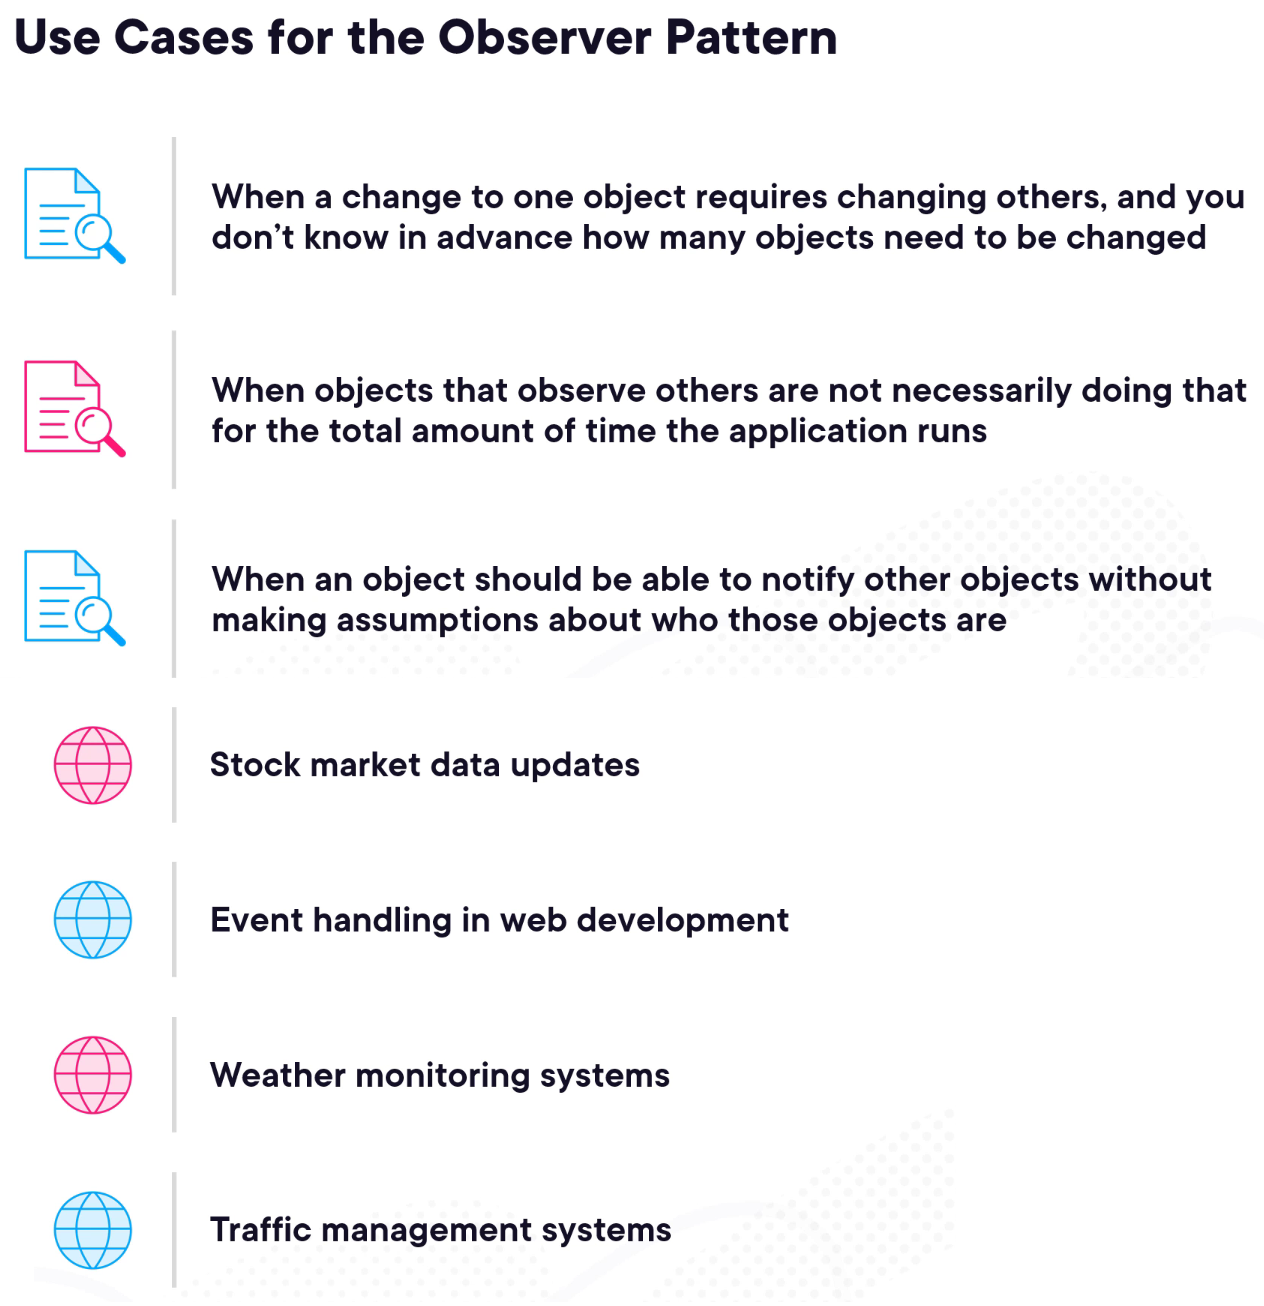 Use Cases for the Observer Pattern
When a change to one object requires changing others, and you
don’t know in advance how many objects need to be changed
When objects that observe others are not necessarily doing that
for the total amount of time the application runs
When an object should be able to notify other objects without
making assumptions about who those objects are
Stock market data updates
Event handling in web development
Weather monitoring systems
Traffic management systems